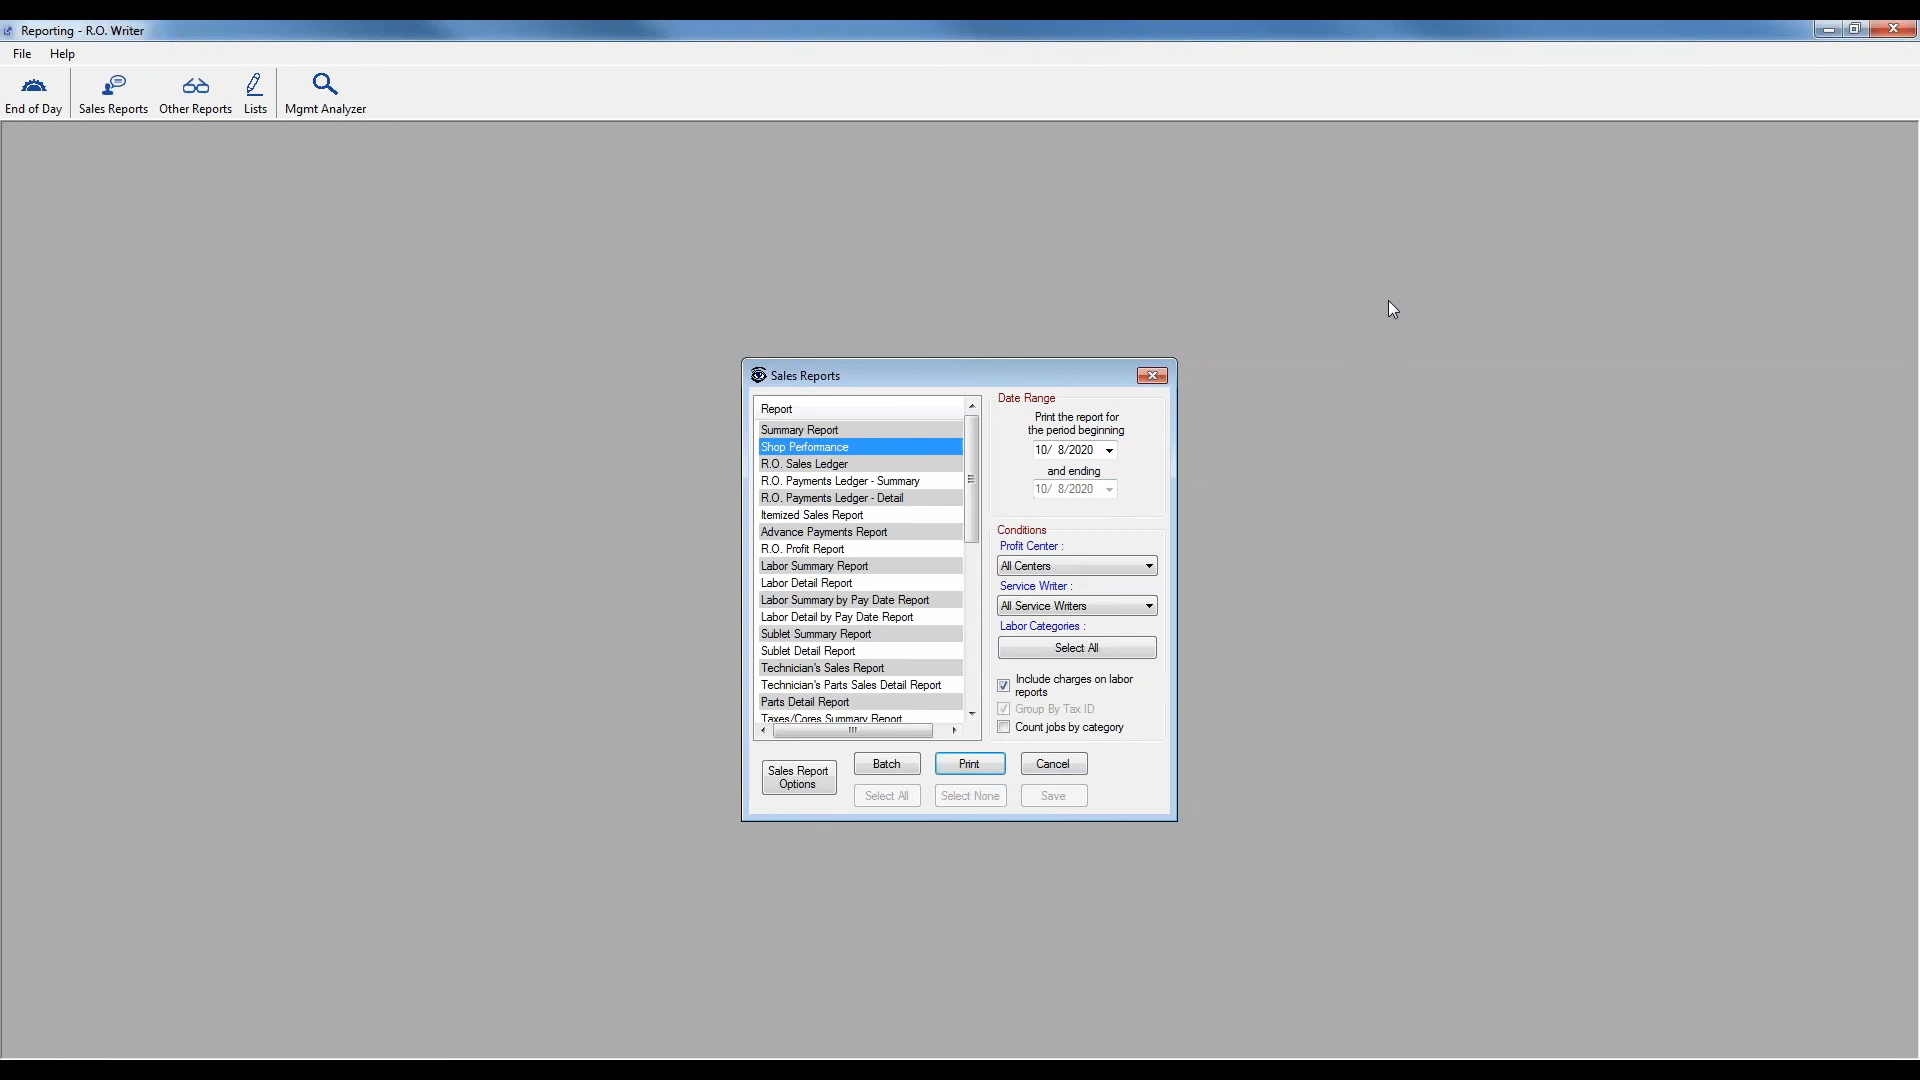 Reporting - R.O. Writer
File Help
End of Day Sales Reports Other Reports Lists Mgmt Analyzer
Sales Reports
Report
Summary Report
Shop Performance
R.O. Sales Ledger
R.O. Payments Ledger - Summary
R.O. Payments Ledger - Detail
Itemized Sales Report
Advance Payments Report
R.O. Profit Report
Labor Summary Report
Labor Detail Report
Labor Summary by Pay Date Report
Labor Detail by Pay Date Report
Sublet Summary Report
Sublet Detail Report
Technician's Sales Report
Technician's Parts Sales Detail Report
Parts Detail Report
Taxes/Cores Summary Report
Date Range
Print the report for
the period beginning
10/ 8/2020
and ending
10/ 8/2020
Conditions
Profit Center :
All Centers
Service Writer :
All Service Writers
Labor Categories :
Select All
Include charges on labor
reports
Group By Tax ID
Count jobs by category
Sales Report
Options
Batch Print Cancel
Select All Select None Save